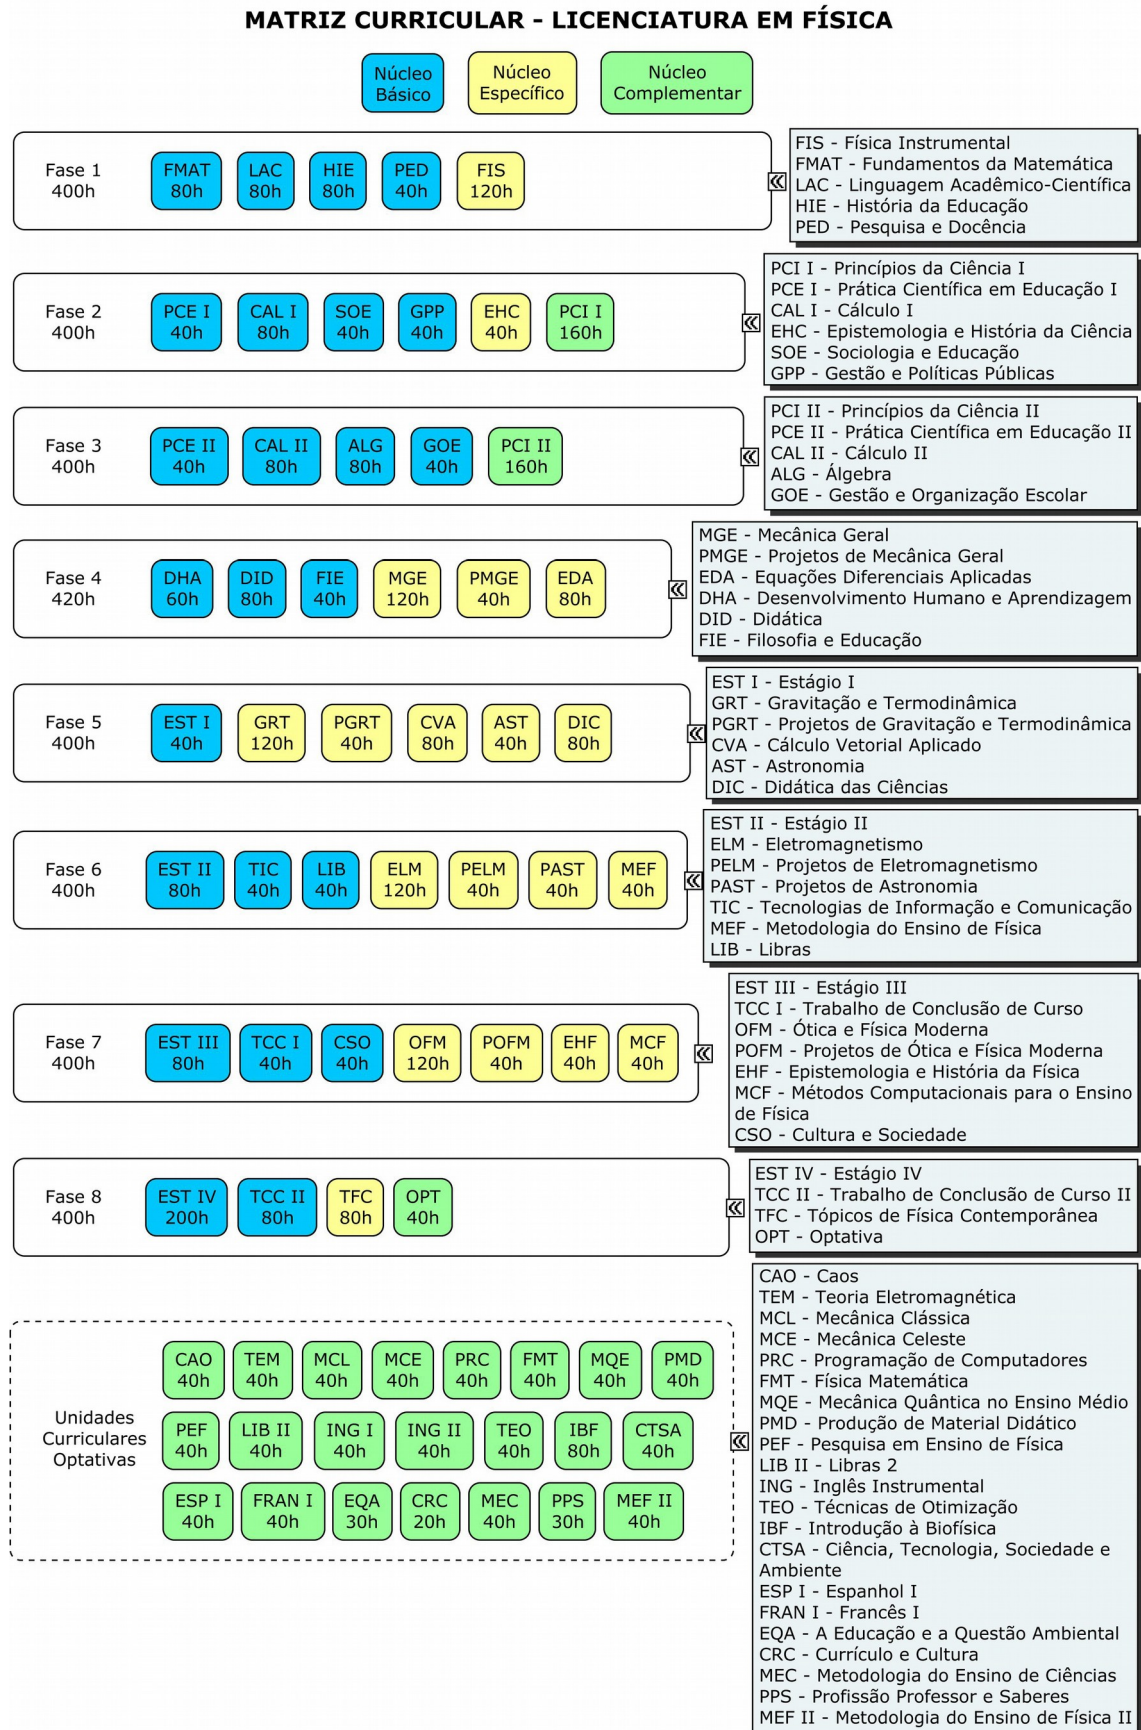 MATRIZ CURRICULAR - LICENCIATURA EM FÍSICA
Núcleo
Básico
Núcleo
Específico
Núcleo
Complementar
Fase 1
400h
FMAT
80h
LAC
80h
HIE
80h
PED
40h
FIS
120h
FIS - Física Instrumental
FMAT - Fundamentos da Matemática
LAC - Linguagem Acadêmico-Científica
HIE - História da Educação
PED - Pesquisa e Docência
Fase 2
400h
PCE I
40h
CAL I
80h
SOE
40h
GPP
40h
EHC
40h
PCI I
160h
PCI I - Princípios da Ciência I
PCE I - Prática Científica em Educação I
CAL I - Cálculo I
EHC - Epistemologia e História da Ciência
SOE - Sociologia e Educação
GPP - Gestão e Políticas Públicas
Fase 3
400h
PCE II
40h
CAL II
80h
ALG
80h
GOE
40h
PCI II
160h
PCI II - Princípios da Ciência II
PCE II - Prática Científica em Educação II
CAL II - Cálculo II
ALG - Álgebra
GOE - Gestão e Organização Escolar
Fase 4
420h
DHA
60h
DID
80h
FIE
40h
MGE
120h
PMGE
40h
EDA
80h
MGE - Mecânica Geral
PMGE - Projetos de Mecânica Geral
EDA - Equações Diferenciais Aplicadas
DHA - Desenvolvimento Humano e Aprendizagem
DID - Didática
FIE - Filosofia e Educação
Fase 5
400h
EST I
40h
GRT
120h
PGRT
40h
CVA
80h
AST
40h
DIC
80h
EST I - Estágio I
GRT - Gravitação e Termodinâmica
PGRT - Projetos de Gravitação e Termodinâmica
CVA - Cálculo Vetorial Aplicado
AST - Astronomia
DIC - Didática das Ciências
Fase 6
400h
EST II
80h
TIC
40h
LIB
40h
ELM
120h
PELM
40h
PAST
40h
MEF
40h
EST II - Estágio II
ELM - Eletromagnetismo
PELM - Projetos de Eletromagnetismo
PAST - Projetos de Astronomia
TIC - Tecnologias de Informação e Comunicação
MEF - Metodologia do Ensino de Física
LIB - Libras
Fase 7
400h
EST III
80h
TCC I
40h
CSO
40h
OFM
120h
POFM
40h
EHF
40h
MCF
40h
EST III - Estágio III
TCC I - Trabalho de Conclusão de Curso
OFM - Ótica e Física Moderna
POFM - Projetos de Ótica e Física Moderna
EHF - Epistemologia e História da Física
MCF - Métodos Computacionais para o Ensino
de Física
CSO - Cultura e Sociedade
Fase 8
400h
EST IV
200h
TCC II
80h
TFC
80h
OPT
40h
EST IV - Estágio IV
TCC II - Trabalho de Conclusão de Curso II
TFC - Tópicos de Física Contemporânea
OPT - Optativa
Unidades
Curriculares
Optativas
CAO
40h
TEM
40h
MCL
40h
MCE
40h
PRC
40h
FMT
40h
MQE
40h
PMD
40h
PEF
40h
LIB II
40h
ING I
40h
ING II
40h
TEO
40h
IBF
80h
CTSA
40h
ESP I
40h
FRAN I
40h
EQA
30h
CRC
20h
MEC
40h
PPS
30h
MEF II
40h
CAO - Caos
TEM - Teoria Eletromagnética
MCL - Mecânica Clássica
MCE - Mecânica Celeste
PRC - Programação de Computadores
FMT - Física Matemática
MQE - Mecânica Quântica no Ensino Médio
PMD - Produção de Material Didático
PEF - Pesquisa em Ensino de Física
LIB II - Libras 2
ING - Inglês Instrumental
TEO - Técnicas de Otimização
IBF - Introdução à Biofísica
CTSA - Ciência, Tecnologia, Sociedade e
Ambiente
ESP I - Espanhol I
FRAN I - Francês I
EQA - A Educação e a Questão Ambiental
CRC - Currículo e Cultura
MEC - Metodologia do Ensino de Ciências
PPS - Profissão Professor e Saberes
MEF II - Metodologia do Ensino de Física II